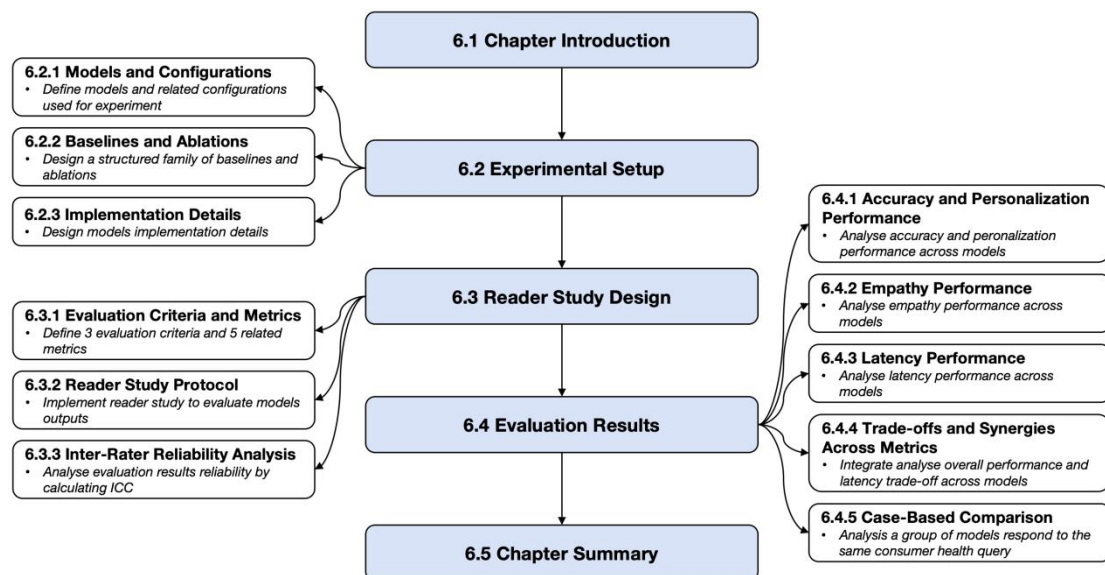 6.1 Chapter Introduction
6.2.1 Models and Configurations
• Define models and related configurations
used for experiment
6.2.2 Baselines and Ablations
• Design a structured family of baselines and
ablations
6.2.3 Implementation Details
• Design models implementation details
6.2 Experimental Setup
6.3 Reader Study Design
6.3.1 Evaluation Criteria and Metrics
• Define 3 evaluation criteria and 5 related
metrics
6.3.2 Reader Study Protocol
• Implement reader study to evaluate models
outputs
6.3.3 Inter-Rater Reliability Analysis
• Analyse evaluation results reliability by
calculating ICC
6.4 Evaluation Results
6.4.1 Accuracy and Personalization
Performance
• Analyse accuracy and peronalization
performance across models
6.4.2 Empathy Performance
• Analyse empathy performance across
models
6.4.3 Latency Performance
• Analyse latency performance across
models
6.4.4 Trade-offs and Synergies
Across Metrics
• Integrate analyse overall performance and
latency trade-off across models
6.4.5 Case-Based Comparison
• Analysis a group of models respond to the
same consumer health query
6.5 Chapter Summary